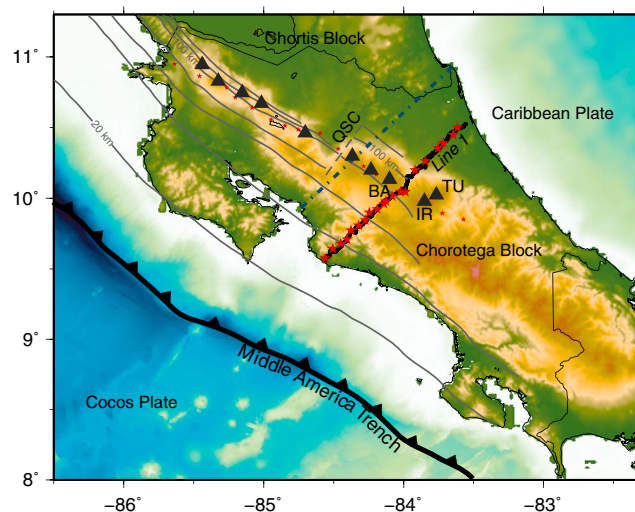 11°
10°
9°
8°
−86
−85
−84
−83
Chortis Block
100 km
20 km
QSC
Caribbean Plate
Line 1
100 km
BA
TU
IR
Chorotega Block
Middle America Trench
Cocos Plate